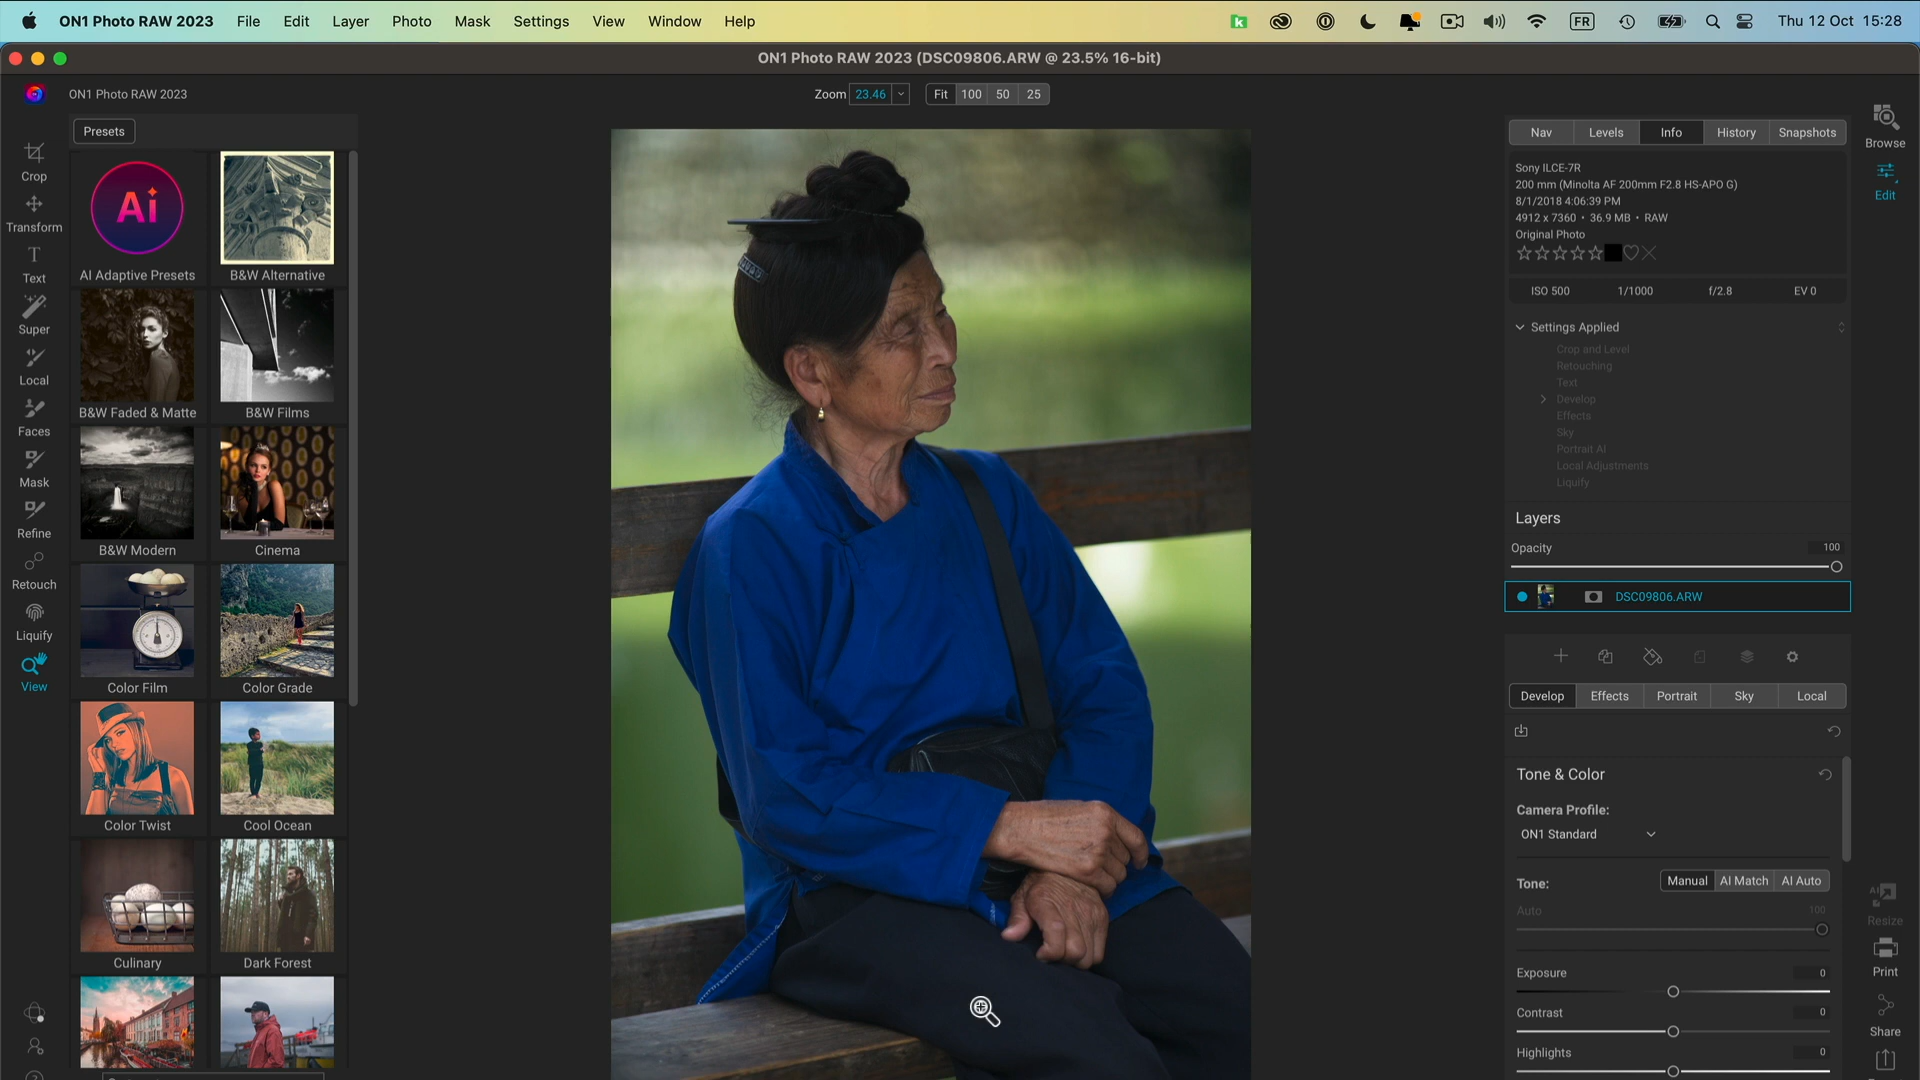 ON1 Photo RAW 2023 File Edit Layer Photo Mask Settings View Window Help FR Thu 12 Oct 15:28
ON1 Photo RAW 2023 (DSC09806.ARW @ 23.5% 16-bit)
ON1 Photo RAW 2023
Zoom 23.46 Fit 100 50 25
Presets
Crop
Transform
Text
Super
Local
Faces
Mask
Refine
Retouch
Liquify
View
Ai
AI Adaptive Presets
B&W Alternative
B&W Faded & Matte
B&W Films
B&W Modern
Cinema
Color Film
Color Grade
Color Twist
Cool Ocean
Culinary
Dark Forest
Nav Levels Info History Snapshots
Sony ILCE-7R
200 mm (Minolta AF 200mm F2.8 HS-APO G)
8/1/2018 4:06:39 PM
4912 x 7360 • 36.9 MB • RAW
Original Photo
ISO 500 1/1000 f/2.8 EV 0
Settings Applied
Crop and Level
Retouching
Text
Develop
Effects
Sky
Portrait AI
Local Adjustments
Liquify
Layers
Opacity 100
DSC09806.ARW
Develop Effects Portrait Sky Local
Tone & Color
Camera Profile:
ON1 Standard
Tone: Manual AI Match AI Auto
Auto 100
Exposure 0
Contrast 0
Highlights 0
Browse
Edit
AI
Resize
Print
Share